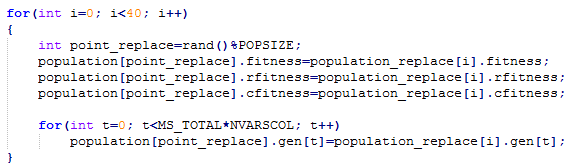 for(int i=0; i<40; i++)
{
int point_replace=rand()%POPSIZE;
population[point_replace].fitness=population_replace[i].fitness;
population[point_replace].rfitness=population_replace[i].rfitness;
population[point_replace].cfitness=population_replace[i].cfitness;
for(int t=0; t<MS_TOTAL*NVARSCOL; t++)
population[point_replace].gen[t]=population_replace[i].gen[t];
}